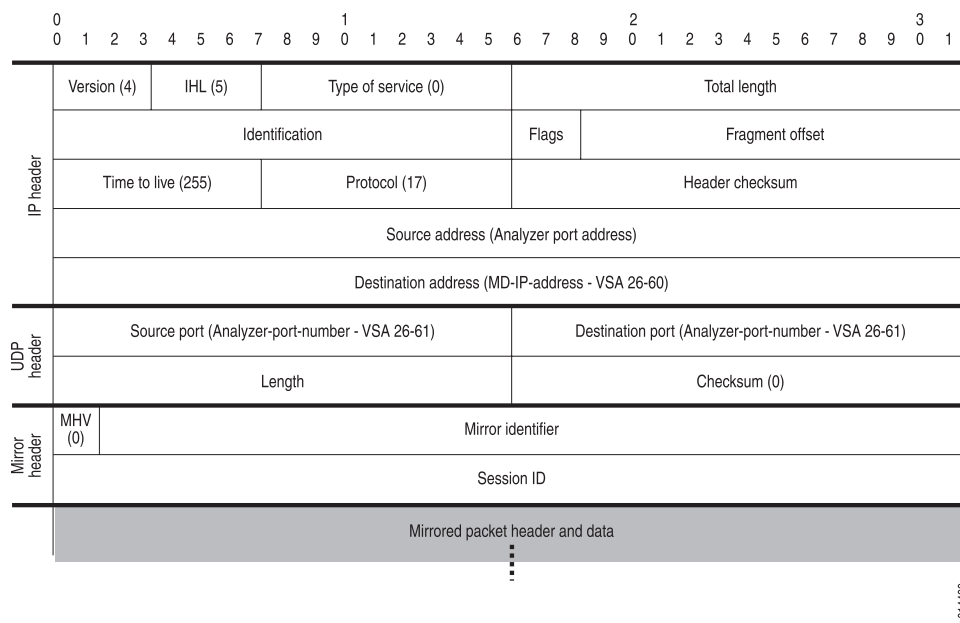 0 1 2 3
0 1 2 3 4 5 6 7 8 9 0 1 2 3 4 5 6 7 8 9 0 1 2 3 4 5 6 7 8 9 0 1
IP header
Version (4) IHL (5) Type of service (0) Total length
Identification Flags Fragment offset
Time to live (255) Protocol (17) Header checksum
Source address (Analyzer port address)
Destination address (MD-IP-address - VSA 26-60)
UDP header
Source port (Analyzer-port-number - VSA 26-61) Destination port (Analyzer-port-number - VSA 26-61)
Length Checksum (0)
Mirror header
MHV (0) Mirror identifier
Session ID
Mirrored packet header and data